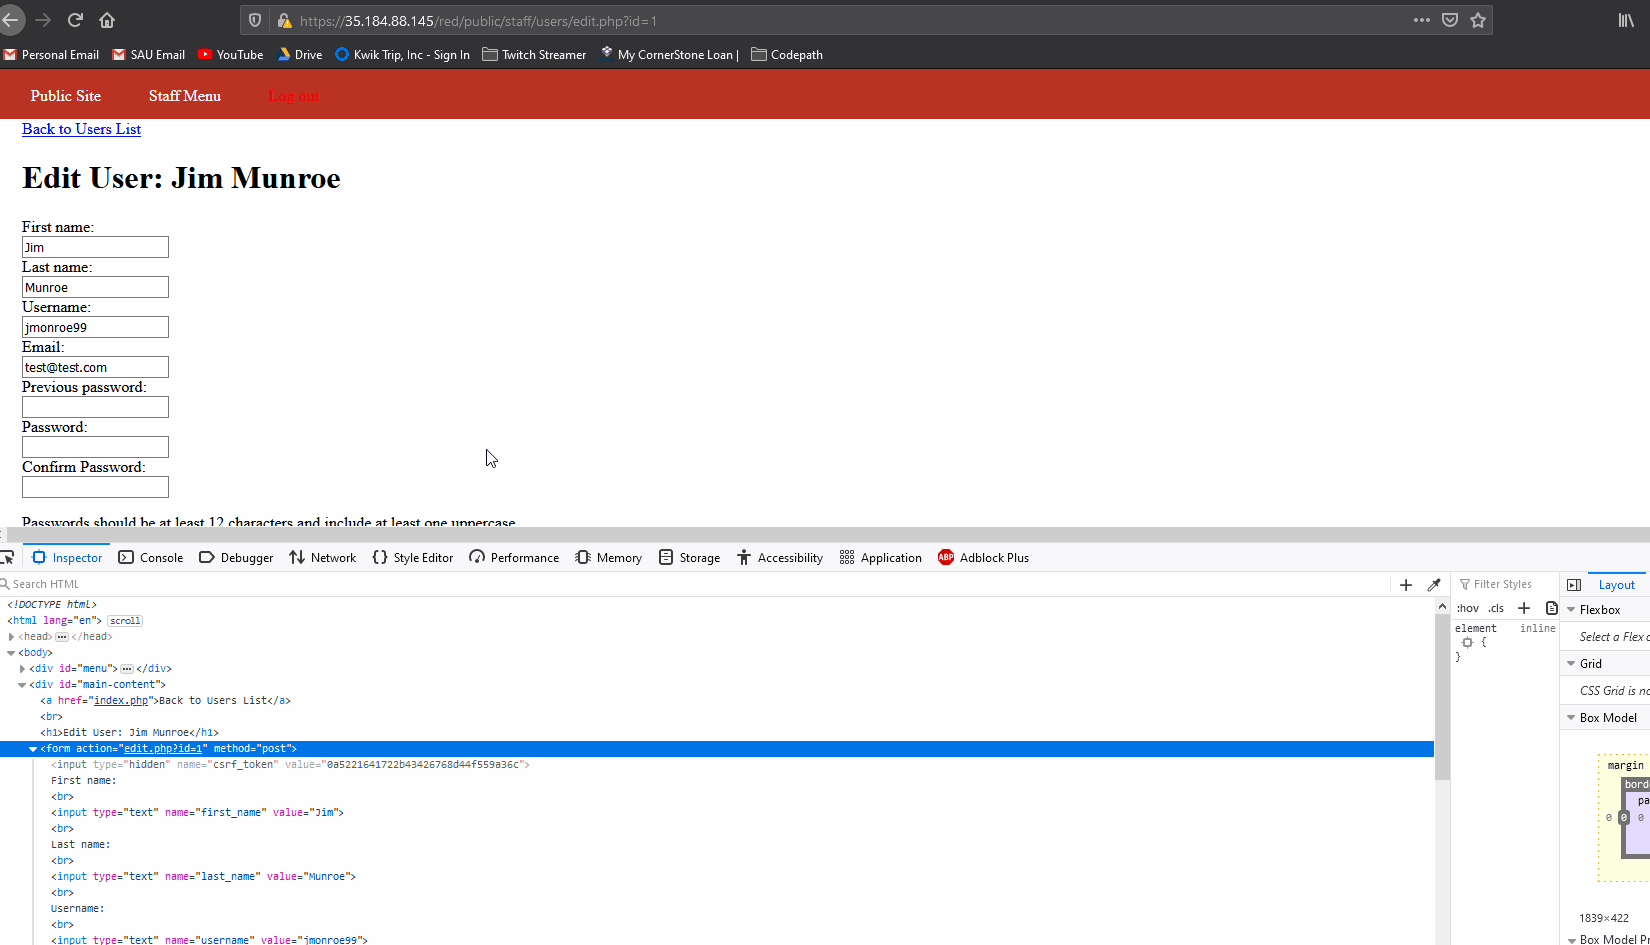 https://35.184.88.145/red/public/staff/users/edit.php?id=1
Personal Email SAU Email YouTube Drive Kwik Trip, Inc - Sign In Twitch Streamer My CornerStone Loan | Codepath
Public Site Staff Menu Log out
Back to Users List
Edit User: Jim Munroe
First name:
Jim
Last name:
Munroe
Username:
jmonroe99
Email:
test@test.com
Previous password:
Password:
Confirm Password:
Passwords should be at least 12 characters and include at least one uppercase
Inspector Console Debugger Network Style Editor Performance Memory Storage Accessibility Application ABP Adblock Plus
Search HTML
Filter Styles
Layout
<!DOCTYPE html>
<html lang="en"> scroll
<head> ••• </head>
<body>
<div id="menu"> ••• </div>
<div id="main-content">
<a href="index.php">Back to Users List</a>
<br>
<h1>Edit User: Jim Munroe</h1>
<form action="edit.php?id=1" method="post">
<input type="hidden" name="csrf_token" value="0a5221641722b43426768d44f559a36c">
First name:
<br>
<input type="text" name="first_name" value="Jim">
<br>
Last name:
<br>
<input type="text" name="last_name" value="Munroe">
<br>
Username:
<br>
<input type="text" name="username" value="jmonroe99">
:hov .cls +
element inline
{
}
Flexbox
Select a Flex c
Grid
CSS Grid is no
Box Model
margin
bord
pa
0 0 0
1839×422
Box Model Pr